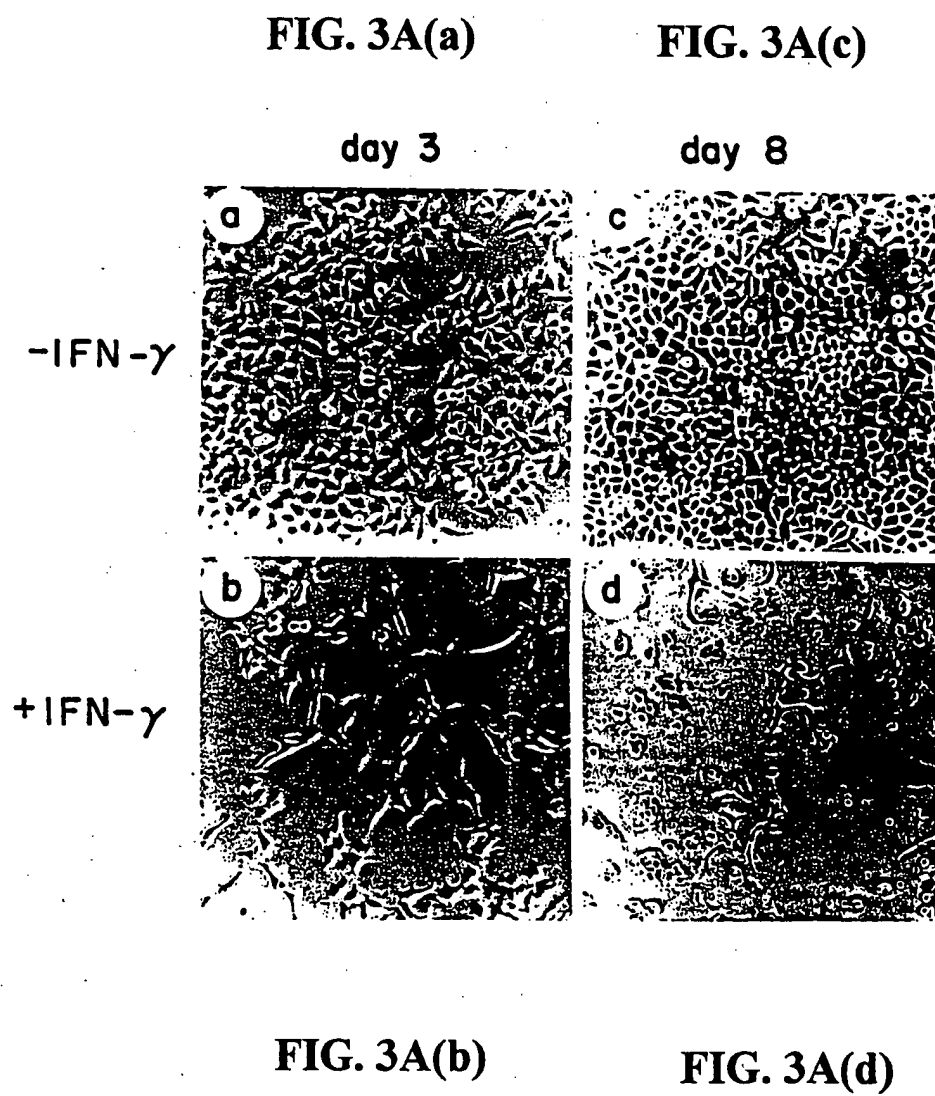 FIG. 3A(a) FIG. 3A(c)
day 3 day 8
a c
-IFN-γ
b d
+IFN-γ
FIG. 3A(b) FIG. 3A(d)